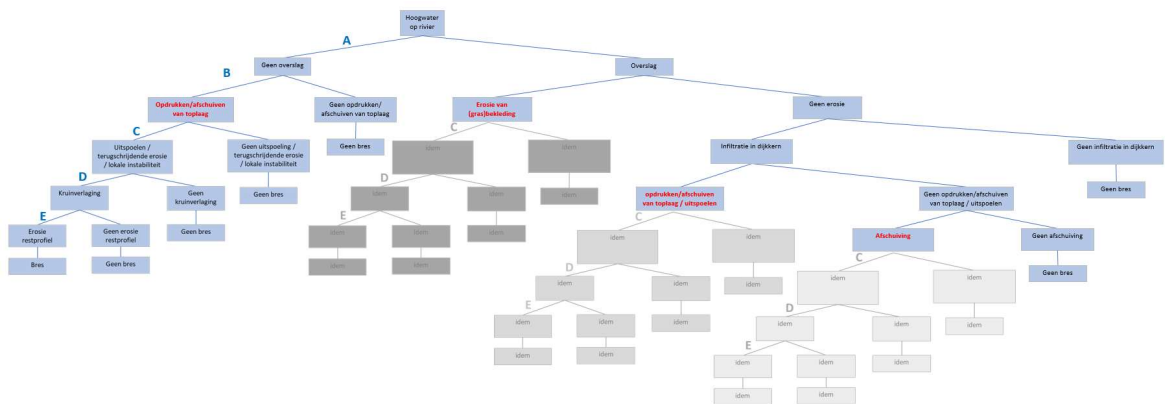 Hoogwater
op rivier
A
Geen overslag
Overslag
B
Opdrukken/afschuiven
van toplaag
Geen opdrukken/
afschuiven van toplaag
Erosie van
(gras)bekleding
Geen erosie
C
Uitspoelen /
terugschrijdende erosie
/ lokale instabiliteit
Geen uitspoeling /
terugschrijdende erosie
/ lokale instabiliteit
Geen bres
C
idem
idem
Infiltratie in dijkkern
Geen infiltratie in dijkkern
D
Kruinverlaging
Geen
kruinverlaging
Geen bres
D
idem
idem
idem
opdrukken/afschuiven
van toplaag / uitspoelen
Geen opdrukken/afschuiven
van toplaag / uitspoelen
Geen bres
E
Erosie
restprofiel
Geen erosie
restprofiel
Geen bres
E
idem
idem
idem
C
idem
idem
Afschuiving
Geen afschuiving
Bres
Geen bres
idem
idem
D
idem
idem
idem
C
idem
idem
Geen bres
E
idem
idem
idem
D
idem
idem
idem
idem
idem
E
idem
idem
idem
idem
idem